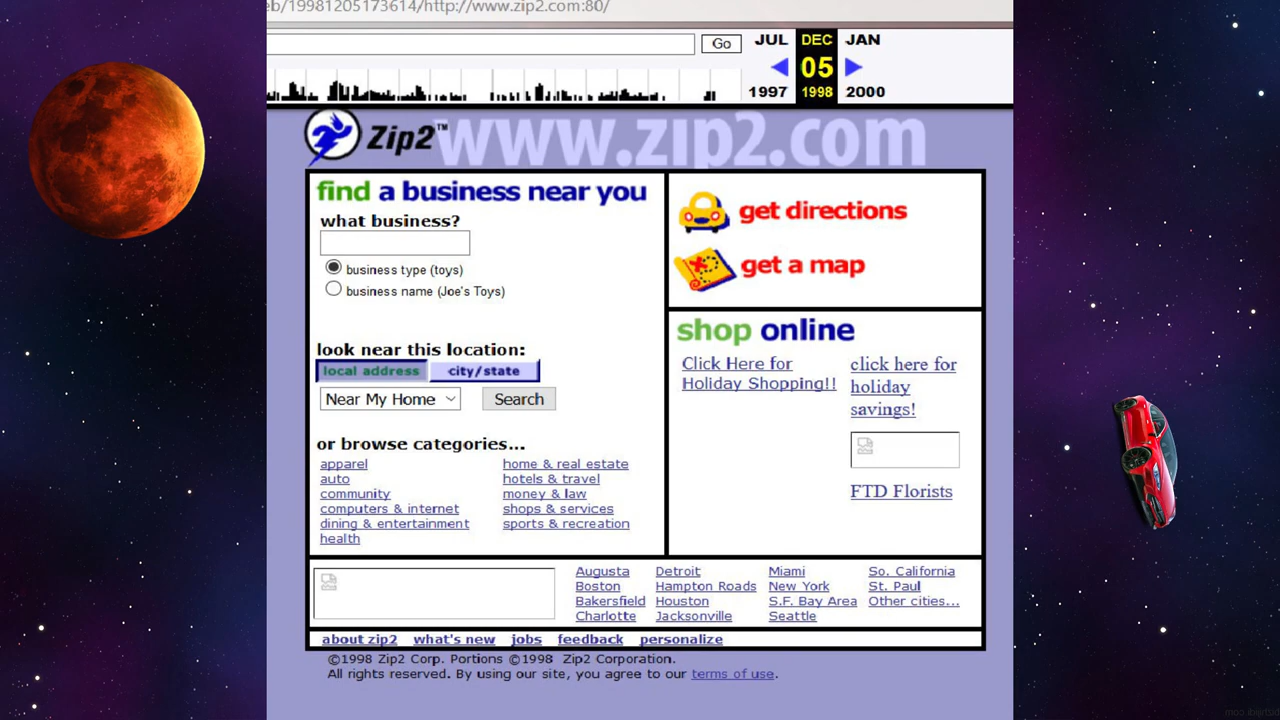 eb/19981205173614/http://www.zip2.com:80/
Go
JUL DEC JAN
05
1997 1998 2000
Zip2™
www.zip2.com
find a business near you
what business?
business type (toys)
business name (Joe's Toys)
look near this location:
local address city/state
Near My Home Search
or browse categories...
apparel
auto
community
computers & internet
dining & entertainment
health
home & real estate
hotels & travel
money & law
shops & services
sports & recreation
get directions
get a map
shop online
Click Here for
Holiday Shopping!!
click here for
holiday
savings!
FTD Florists
Augusta Detroit Miami So. California
Boston Hampton Roads New York St. Paul
Bakersfield Houston S.F. Bay Area Other cities...
Charlotte Jacksonville Seattle
about zip2 what's new jobs feedback personalize
©1998 Zip2 Corp. Portions ©1998 Zip2 Corporation.
All rights reserved. By using our site, you agree to our terms of use.